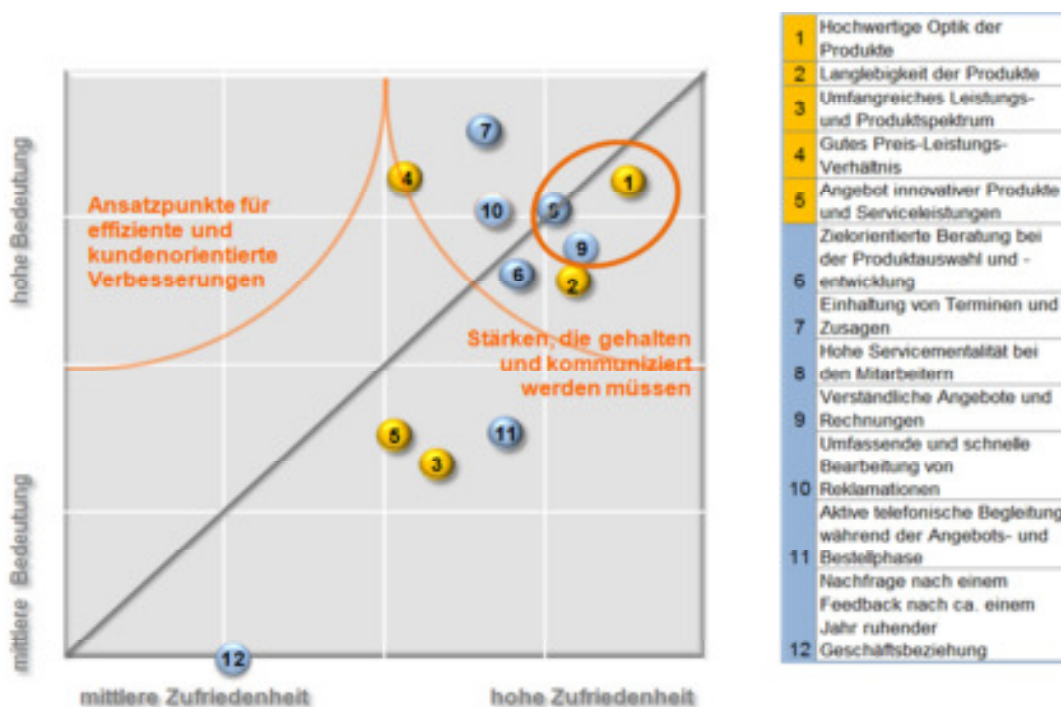 hohe Bedeutung
mittlere Bedeutung
Ansatzpunkte für
effiziente und
kundenorientierte
Verbesserungen
Stärken, die gehalten
und kommuniziert
werden müssen
7
4
1
10
8
9
6
2
5
11
3
12
mittlere Zufriedenheit
hohe Zufriedenheit
1 Hochwertige Optik der
Produkte
2 Langlebigkeit der Produkte
3 Umfangreiches Leistungs-
und Produktspektrum
4 Gutes Preis-Leistungs-
Verhältnis
5 Angebot innovativer Produkte
und Serviceleistungen
Zielorientierte Beratung bei
der Produktauswahl und -
6 entwicklung
Einhaltung von Terminen und
7 Zusagen
Hohe Servicementalität bei
8 den Mitarbeitern
Verständliche Angebote und
9 Rechnungen
Umfassende und schnelle
Bearbeitung von
10 Reklamationen
Aktive telefonische Begleitung
während der Angebots- und
11 Bestellphase
Nachfrage nach einem
Feedback nach ca. einem
Jahr ruhender
12 Geschäftsbeziehung